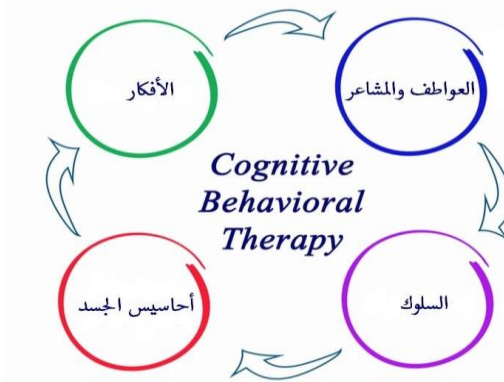 الأفكار
العواطف والمشاعر
Cognitive
Behavioral
Therapy
أحاسيس الجسد
السلوك